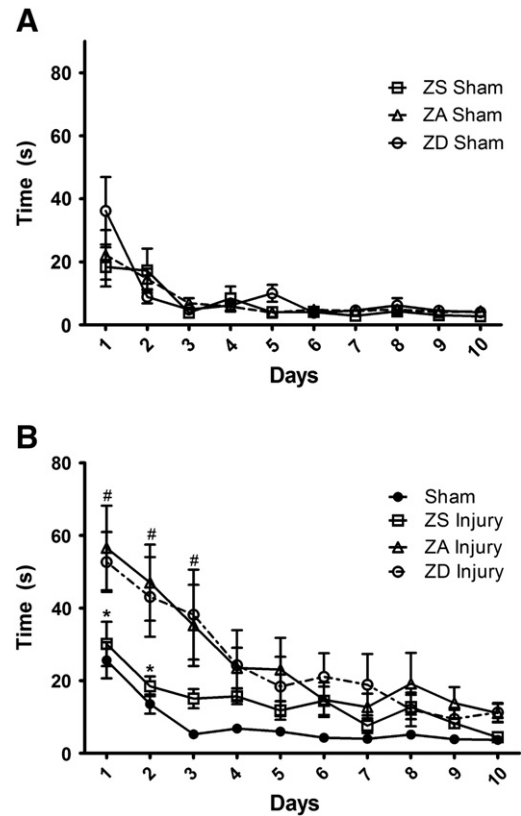 A
Time (s)
80
60
40
20
0
ZS Sham
ZA Sham
ZD Sham
1 2 3 4 5 6 7 8 9 10
Days
B
Time (s)
80
60
40
20
0
Sham
ZS Injury
ZA Injury
ZD Injury
#
#
#
*
*
1 2 3 4 5 6 7 8 9 10
Days